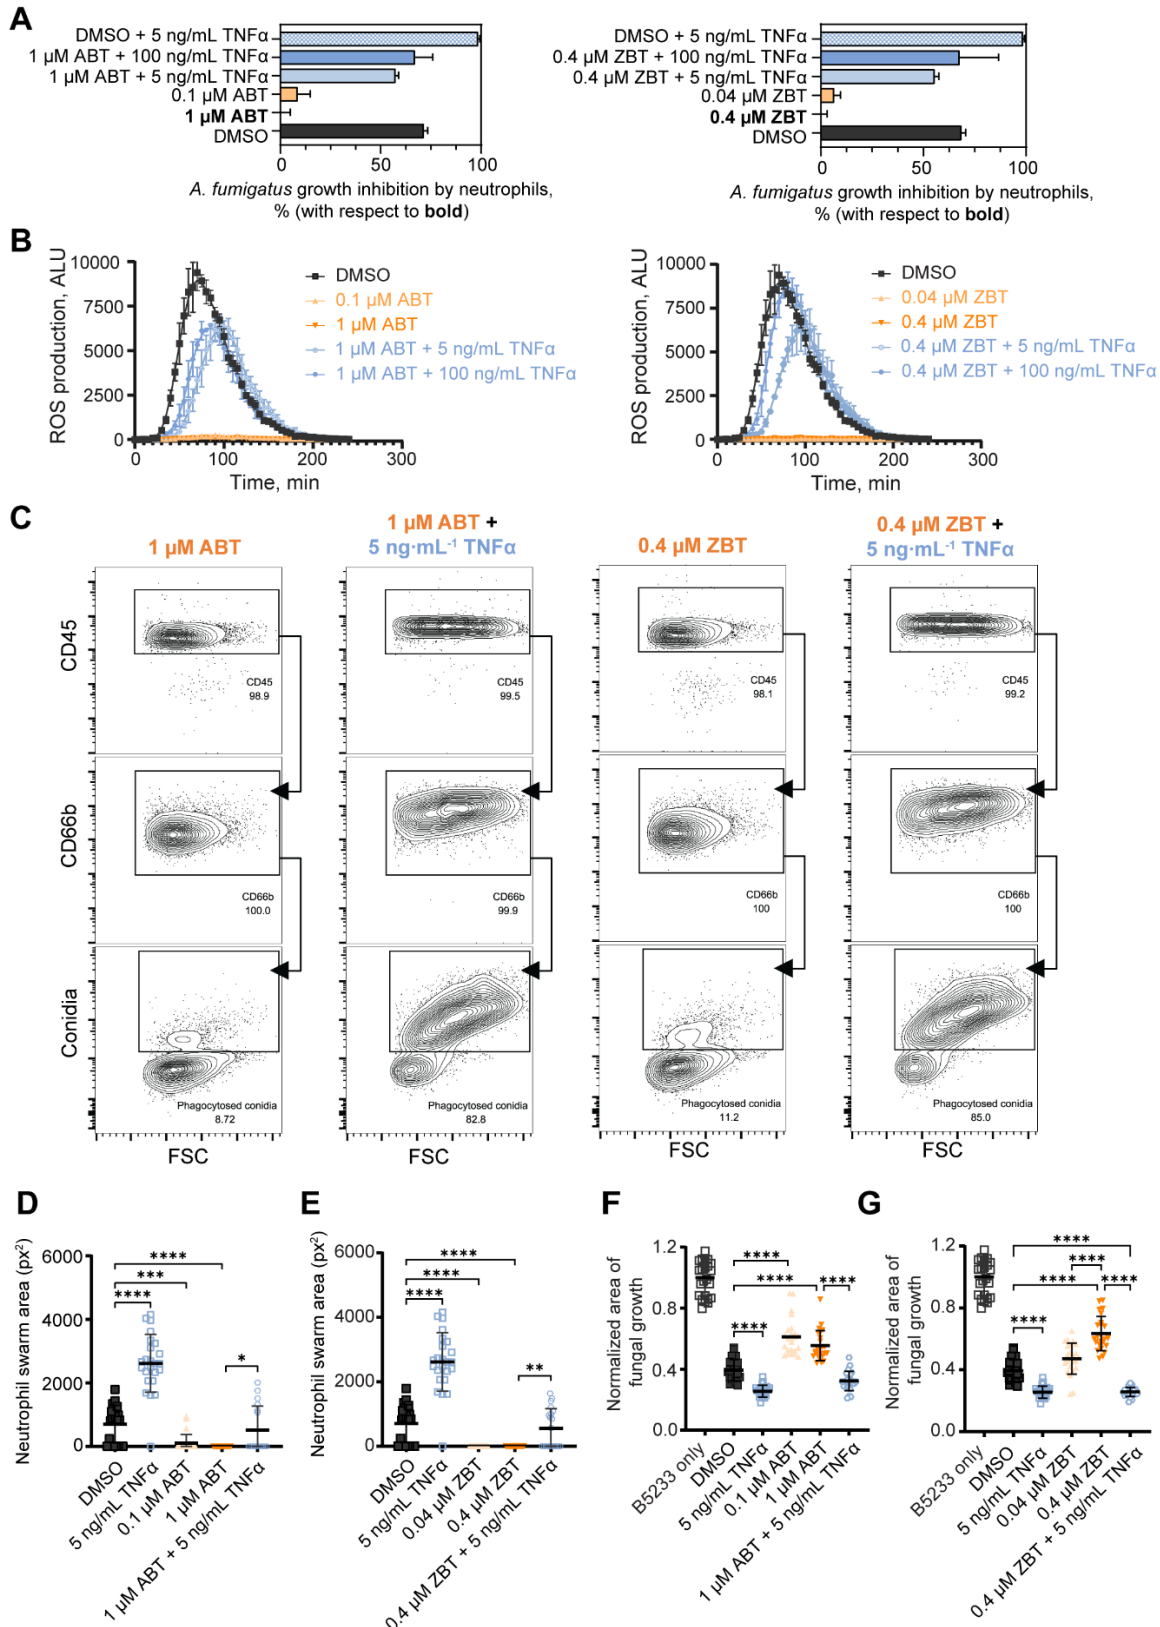 A
DMSO + 5 ng/mL TNFα
1 µM ABT + 100 ng/mL TNFα
1 µM ABT + 5 ng/mL TNFα
0.1 µM ABT
1 µM ABT
DMSO
0 50 100
A. fumigatus growth inhibition by neutrophils,
% (with respect to bold)
DMSO + 5 ng/mL TNFα
0.4 µM ZBT + 100 ng/mL TNFα
0.4 µM ZBT + 5 ng/mL TNFα
0.04 µM ZBT
0.4 µM ZBT
DMSO
0 50 100
A. fumigatus growth inhibition by neutrophils,
% (with respect to bold)
B
ROS production, ALU
10000
7500
5000
2500
0
0 100 200 300
Time, min
DMSO
0.1 µM ABT
1 µM ABT
1 µM ABT + 5 ng/mL TNFα
1 µM ABT + 100 ng/mL TNFα
ROS production, ALU
10000
7500
5000
2500
0
0 100 200 300
Time, min
DMSO
0.04 µM ZBT
0.4 µM ZBT
0.4 µM ZBT + 5 ng/mL TNFα
0.4 µM ZBT + 100 ng/mL TNFα
C
1 µM ABT
1 µM ABT +
5 ng·mL⁻¹ TNFα
0.4 µM ZBT
0.4 µM ZBT +
5 ng·mL⁻¹ TNFα
CD45
CD45
98.9
CD45
99.5
CD45
98.1
CD45
99.2
CD66b
CD66b
100.0
CD66b
99.9
CD66b
100
CD66b
100
Conidia
Phagocytosed conidia
8.72
Phagocytosed conidia
82.8
Phagocytosed conidia
11.2
Phagocytosed conidia
85.0
FSC
FSC
FSC
FSC
D
Neutrophil swarm area (px²)
6000
4000
2000
0
****
***
****
*
DMSO
5 ng/mL TNFα
0.1 µM ABT
1 µM ABT
1 µM ABT + 5 ng/mL TNFα
E
Neutrophil swarm area (px²)
6000
4000
2000
0
****
****
****
**
DMSO
5 ng/mL TNFα
0.04 µM ZBT
0.4 µM ZBT
0.4 µM ZBT + 5 ng/mL TNFα
F
Normalized area of
fungal growth
1.2
0.8
0.4
0.0
****
****
****
****
B5233 only
DMSO
5 ng/mL TNFα
0.1 µM ABT
1 µM ABT
1 µM ABT + 5 ng/mL TNFα
G
Normalized area of
fungal growth
1.2
0.8
0.4
0.0
****
****
****
****
****
B5233 only
DMSO
5 ng/mL TNFα
0.04 µM ZBT
0.4 µM ZBT
0.4 µM ZBT + 5 ng/mL TNFα